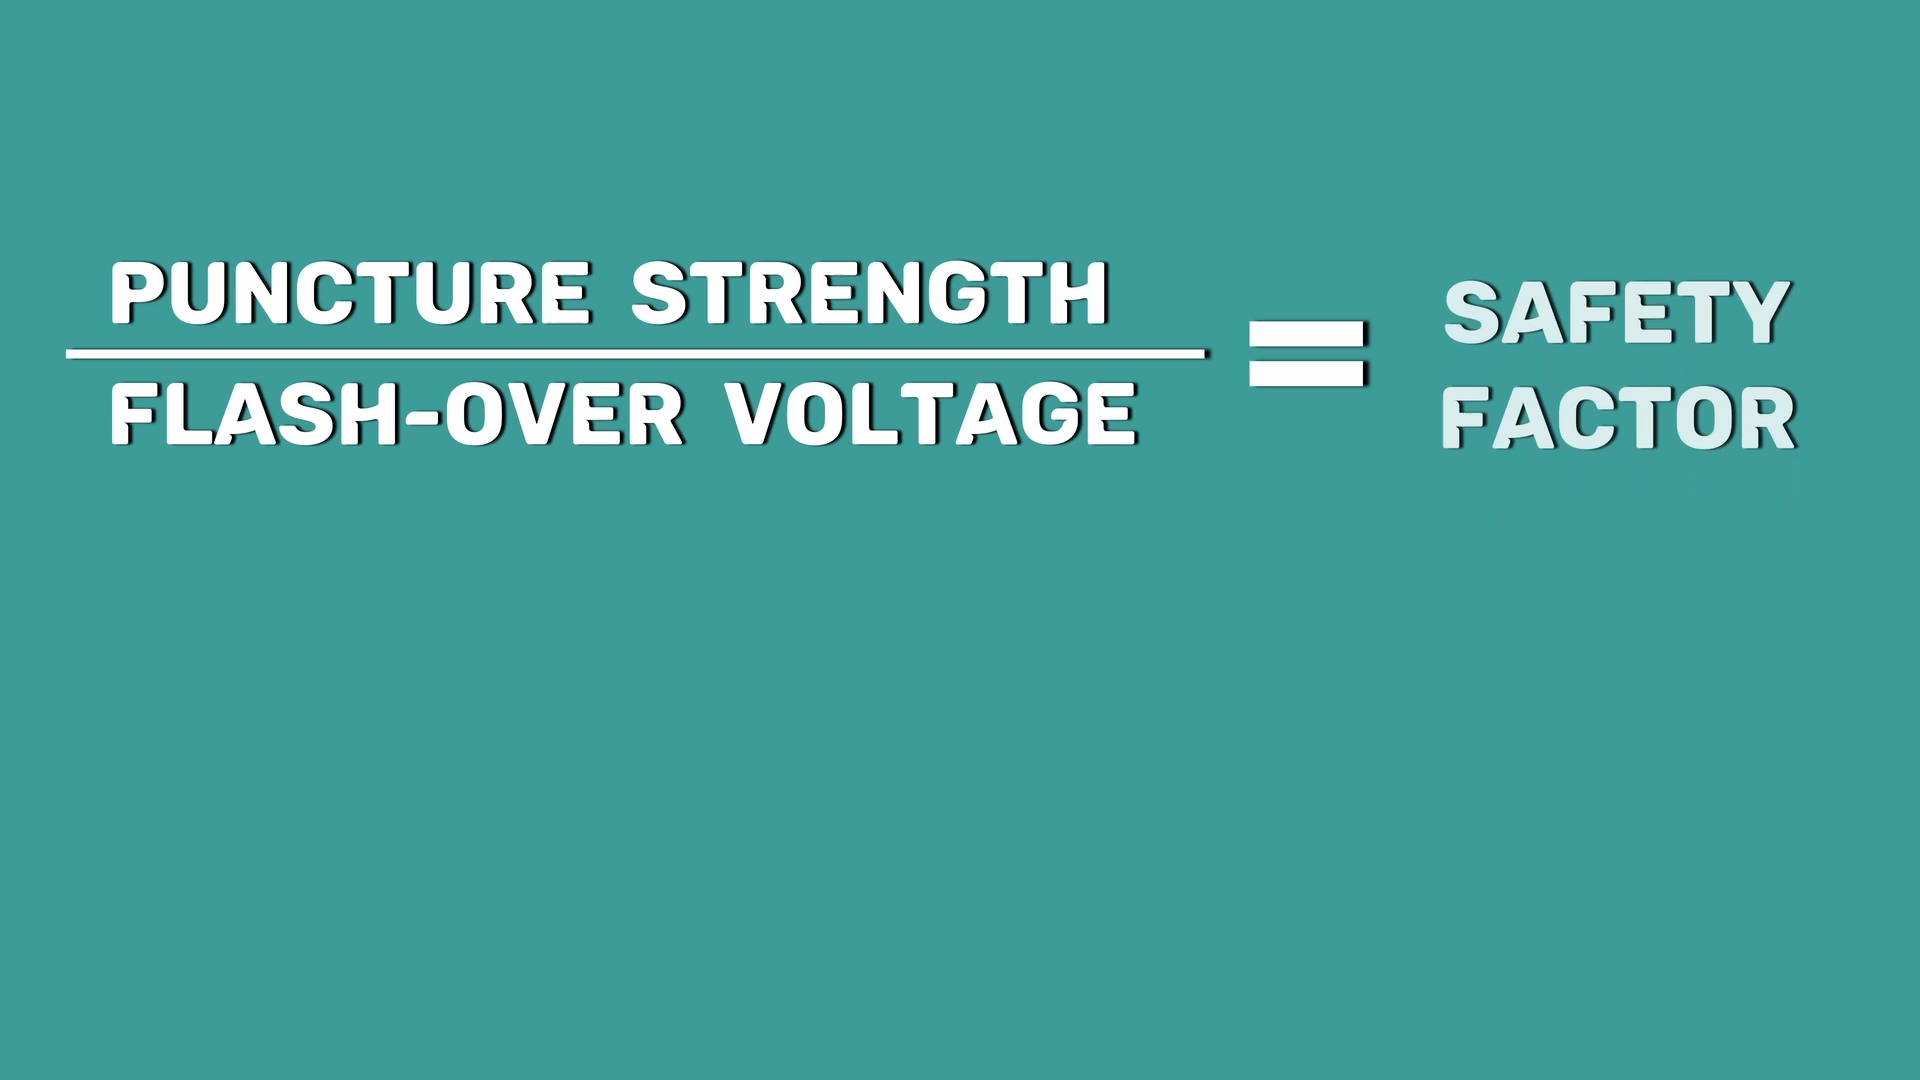 PUNCTURE STRENGTH
FLASH-OVER VOLTAGE
=
SAFETY
FACTOR